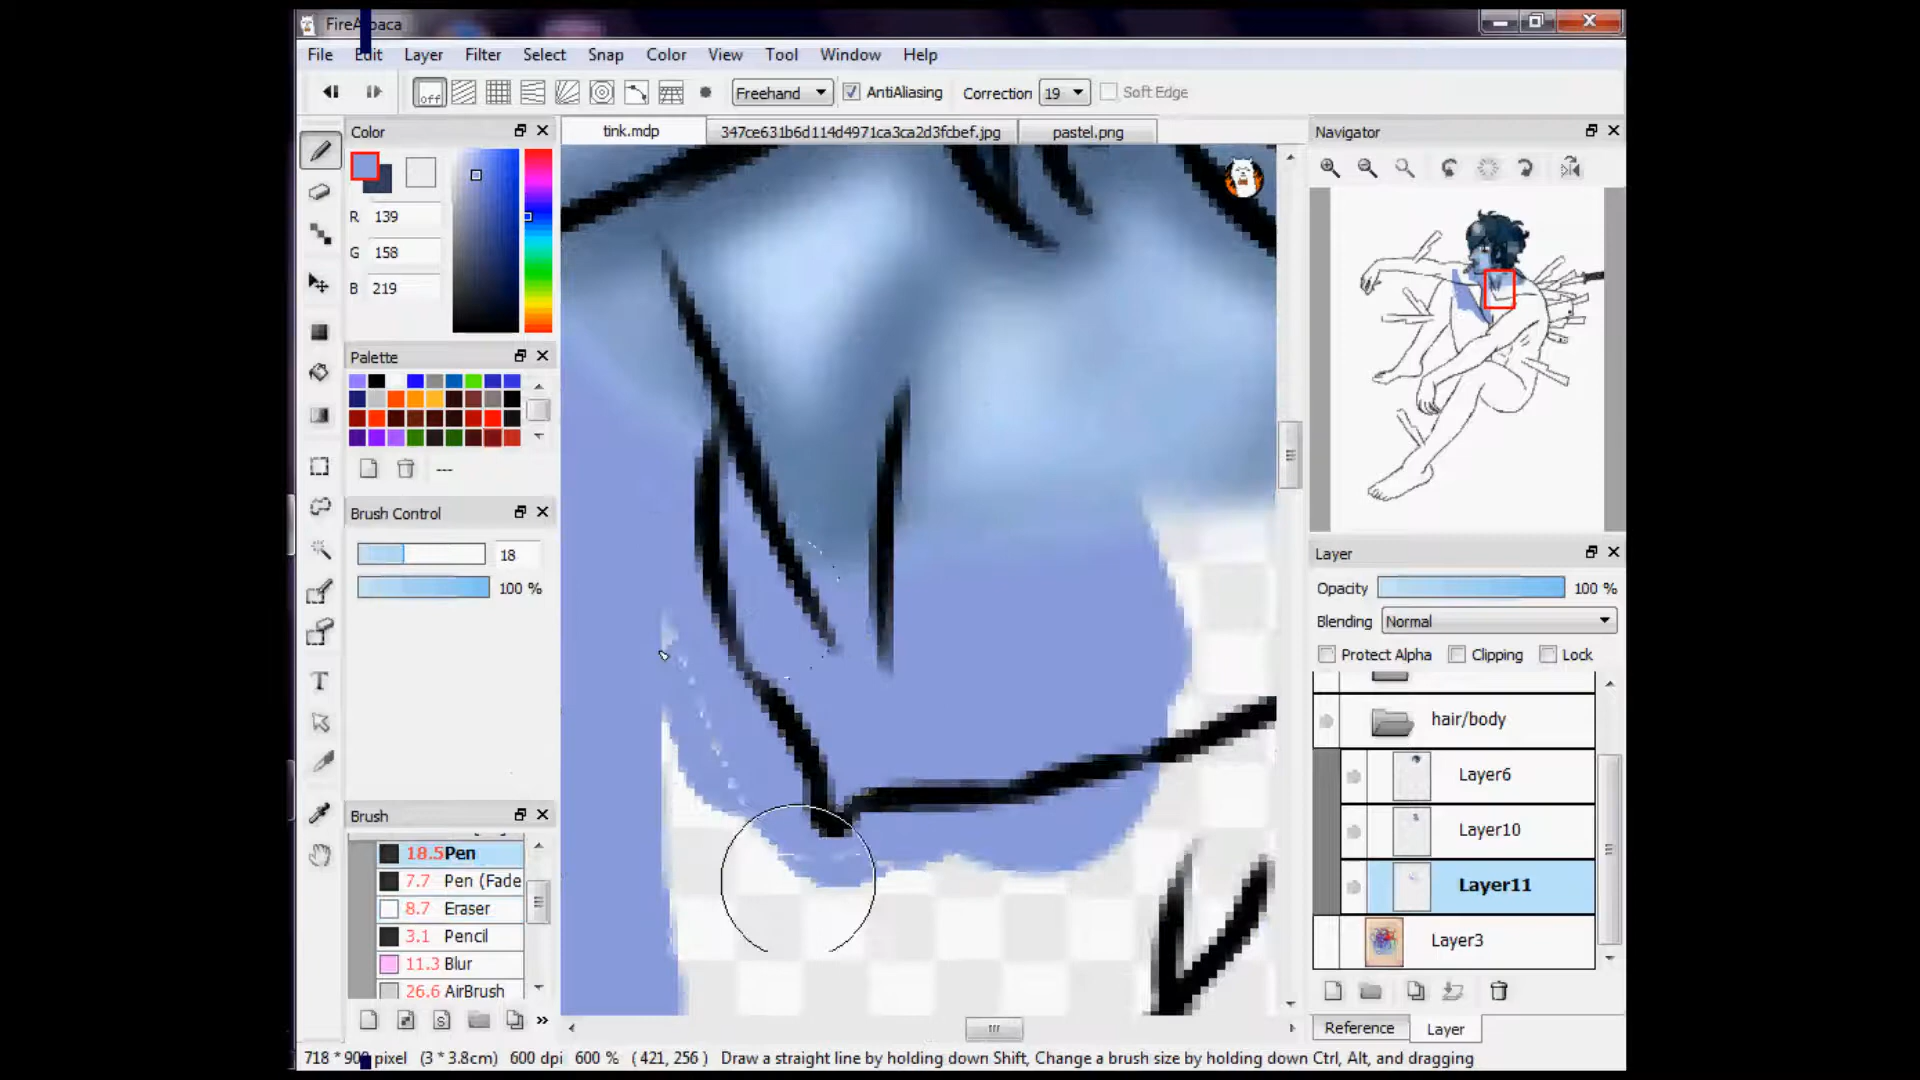 FireAlpaca
File Edit Layer Filter Select Snap Color View Tool Window Help
off Freehand AntiAliasing Correction 19 Soft Edge
Color
R 139
G 158
B 219
Palette
---
Brush Control
18
100 %
Brush
18.5 Pen
7.7 Pen (Fade
8.7 Eraser
3.1 Pencil
11.3 Blur
26.6 AirBrush
S
tink.mdp 347ce631b6d114d4971ca3ca2d3fcbef.jpg pastel.png
Navigator
Layer
Opacity 100 %
Blending Normal
Protect Alpha Clipping Lock
hair/body
Layer6
Layer10
Layer11
Layer3
Reference Layer
pixel (3 * 3.8cm) 600 dpi 600 % ( 421, 256 ) Draw a straight line by holding down Shift, Change a brush size by holding down Ctrl, Alt, and dragging